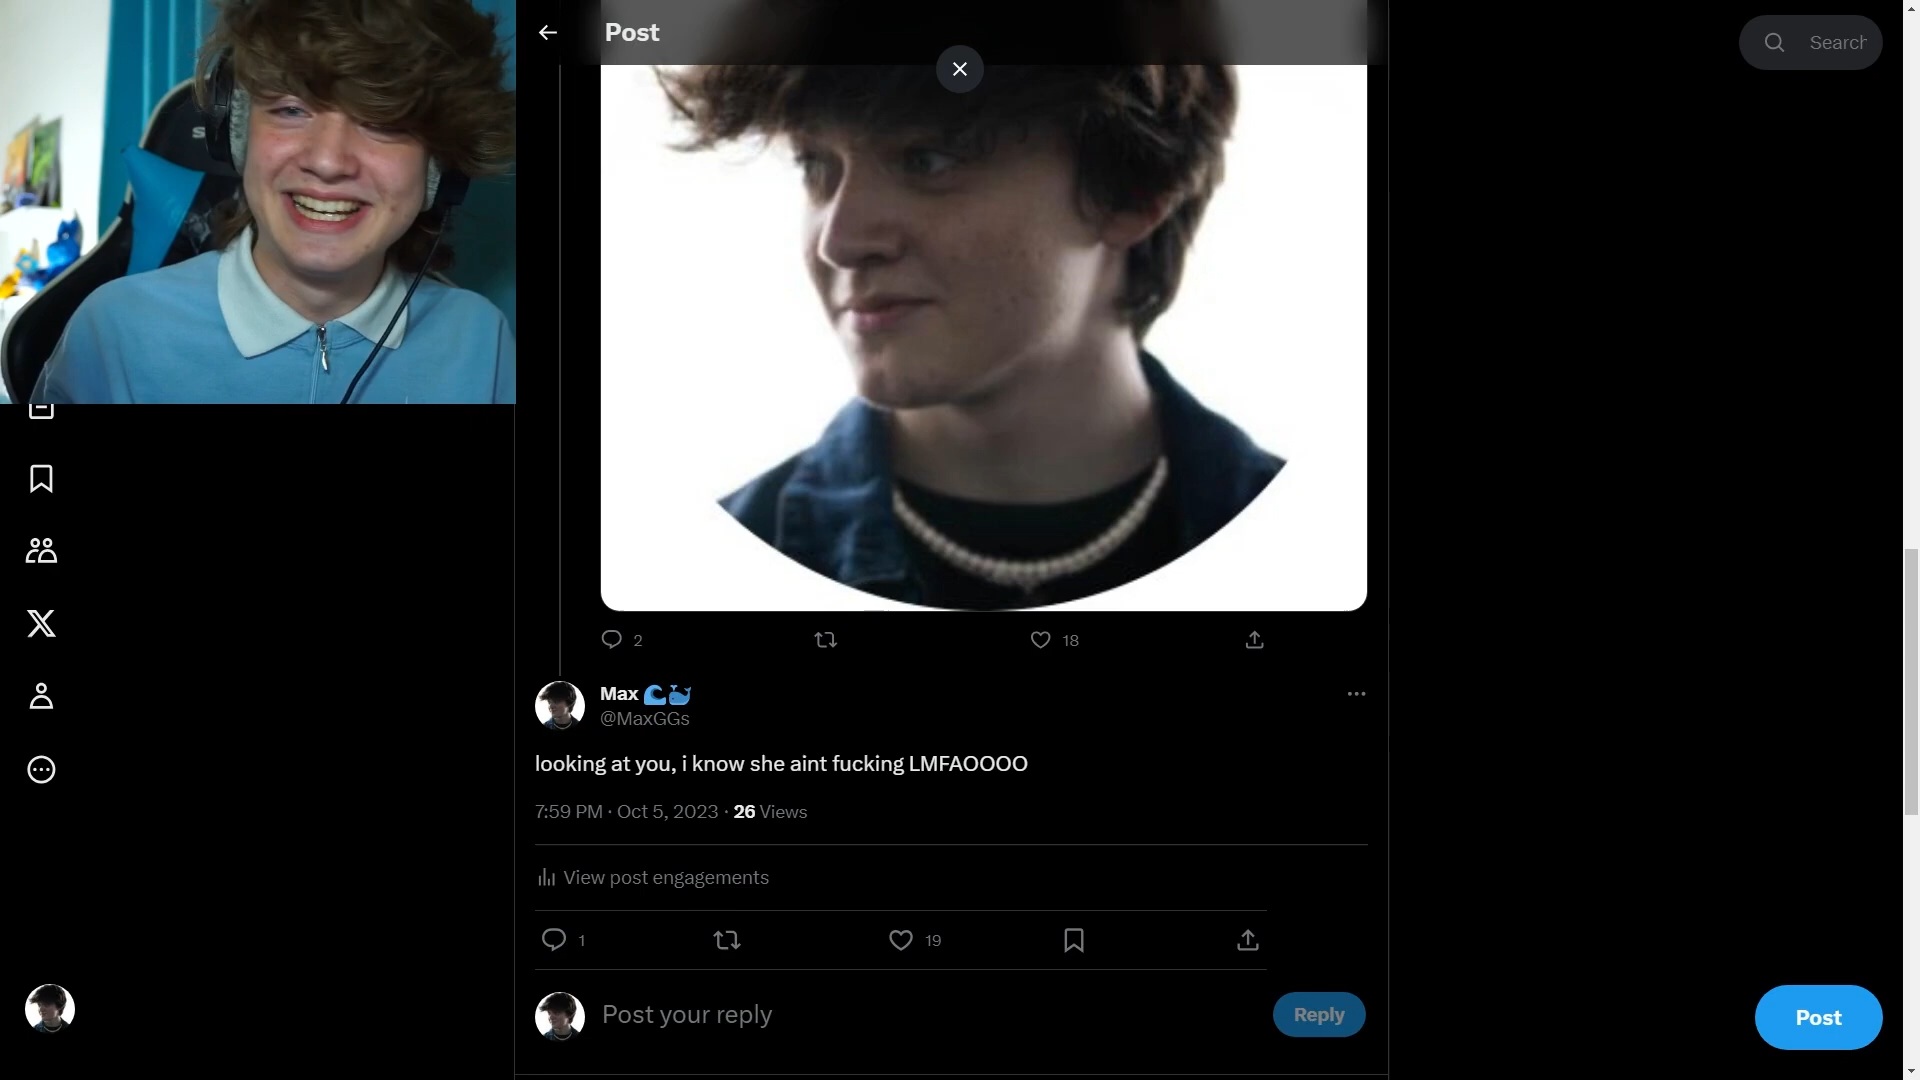 Post
Search
2
18
Max 🌊🐳
@MaxGGs
looking at you, i know she aint fucking LMFAOOOO
7:59 PM · Oct 5, 2023 · 26 Views
View post engagements
1
19
Post your reply
Reply
Post